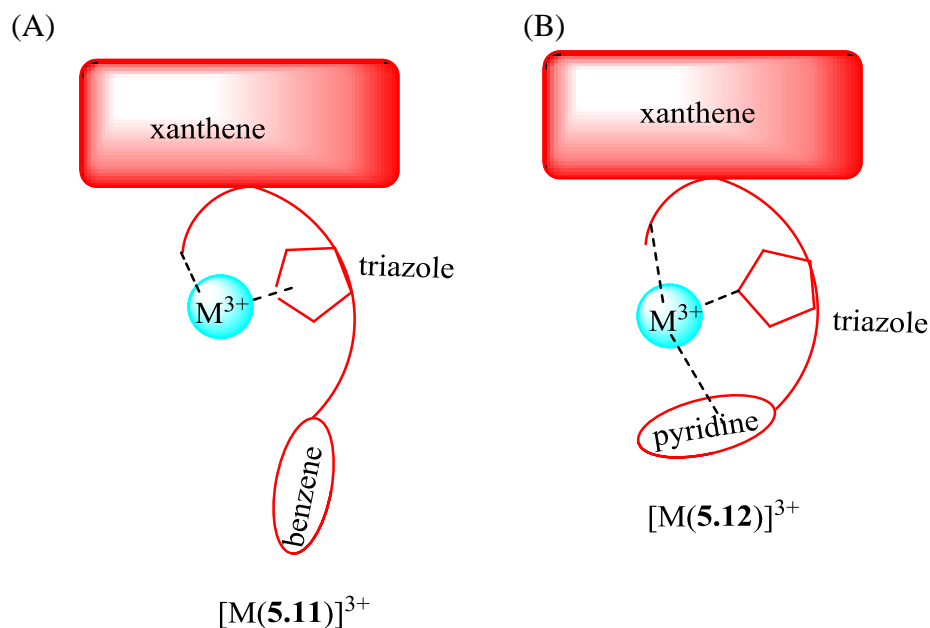 (A)
xanthene
triazole
M³⁺
benzene
[M(5.11)]³⁺
(B)
xanthene
M³⁺
triazole
pyridine
[M(5.12)]³⁺